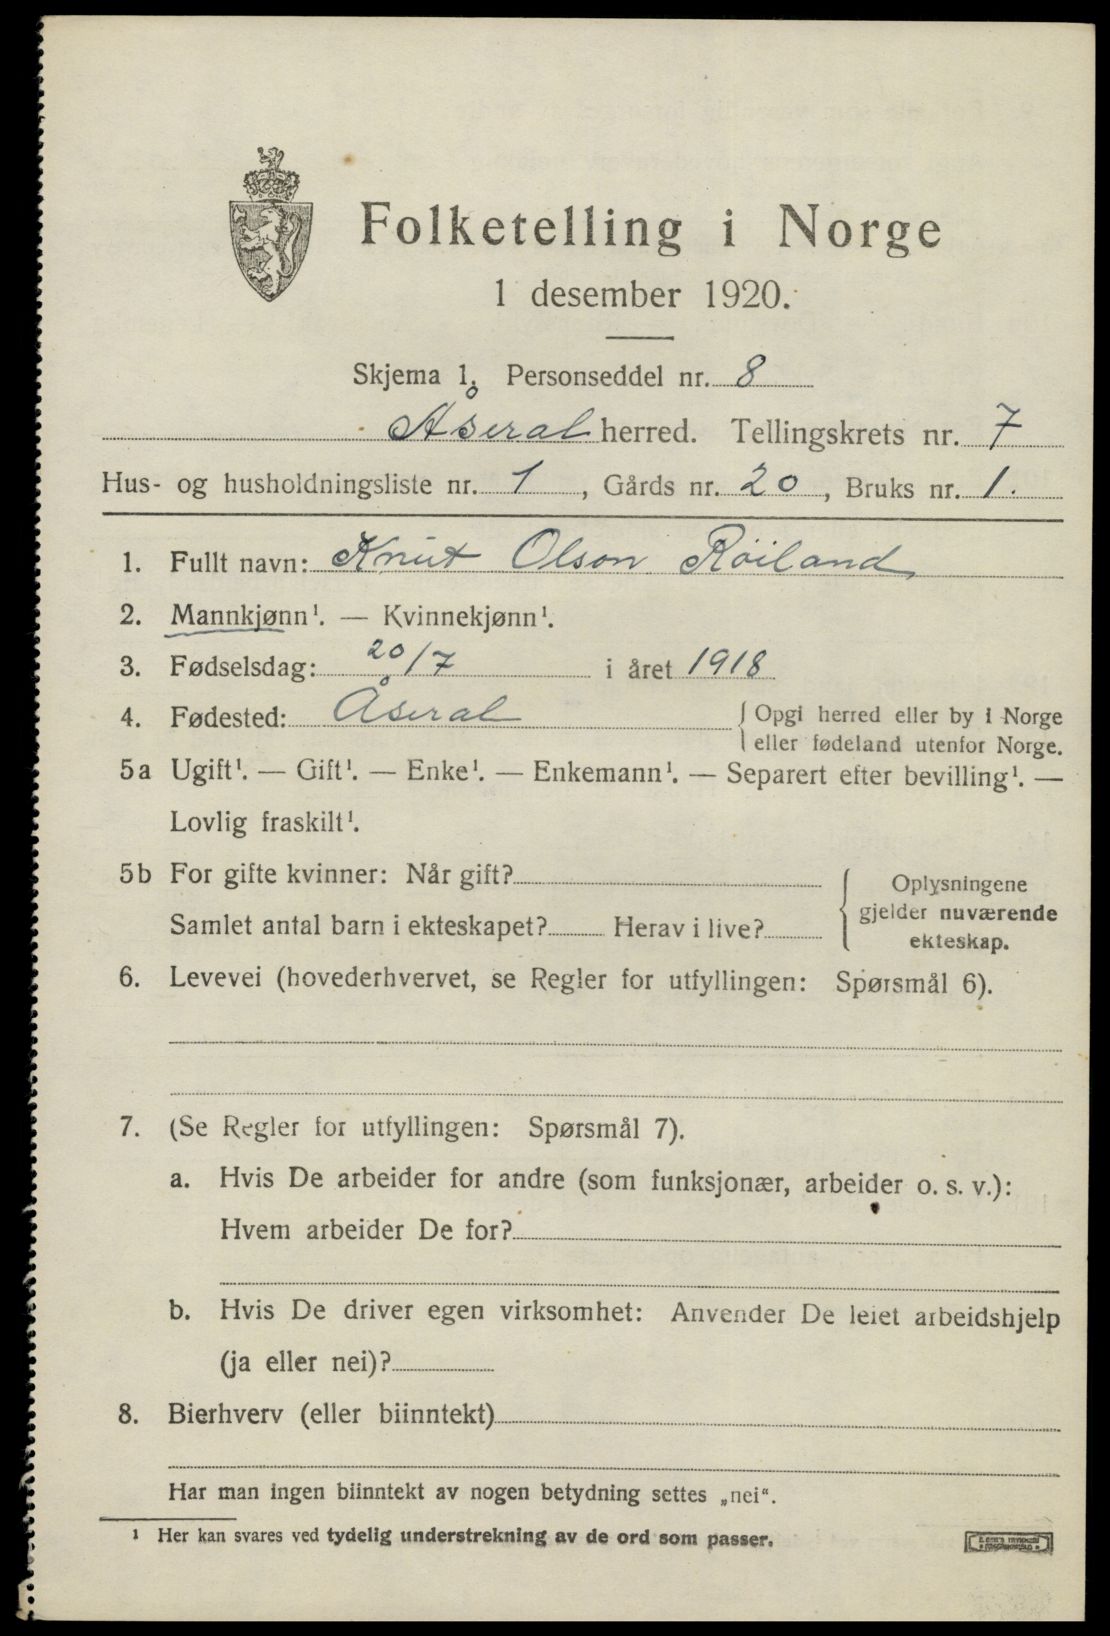 Folketelling i Norge
1 desember 1920.
Skjema 1. Personseddel nr. 8
Åseral herred. Tellingskrets nr. 7
Hus- og husholdningsliste nr. 1, Gårds nr. 20, Bruks nr. 1.
1. Fullt navn: Knut Olson Röiland
2. Mannkjønn¹. — Kvinnekjønn¹.
3. Fødselsdag: 20/7 i året 1918
4. Fødested: Åseral { Opgi herred eller by i Norge
eller fødeland utenfor Norge.
5a Ugift¹. — Gift¹. — Enke¹. — Enkemann¹. — Separert efter bevilling¹. —
Lovlig fraskilt¹.
5b For gifte kvinner: Når gift? { Oplysningene
gjelder nuværende
Samlet antal barn i ekteskapet? Herav i live?
ekteskap.
6. Levevei (hovederhvervet, se Regler for utfyllingen: Spørsmål 6).
7. (Se Regler for utfyllingen: Spørsmål 7).
a. Hvis De arbeider for andre (som funksjonær, arbeider o. s. v.):
Hvem arbeider De for?
b. Hvis De driver egen virksomhet: Anvender De leiet arbeidshjelp
(ja eller nei)?
8. Bierhverv (eller biinntekt)
Har man ingen biinntekt av nogen betydning settes „nei“.
¹ Her kan svares ved tydelig understrekning av de ord som passer.